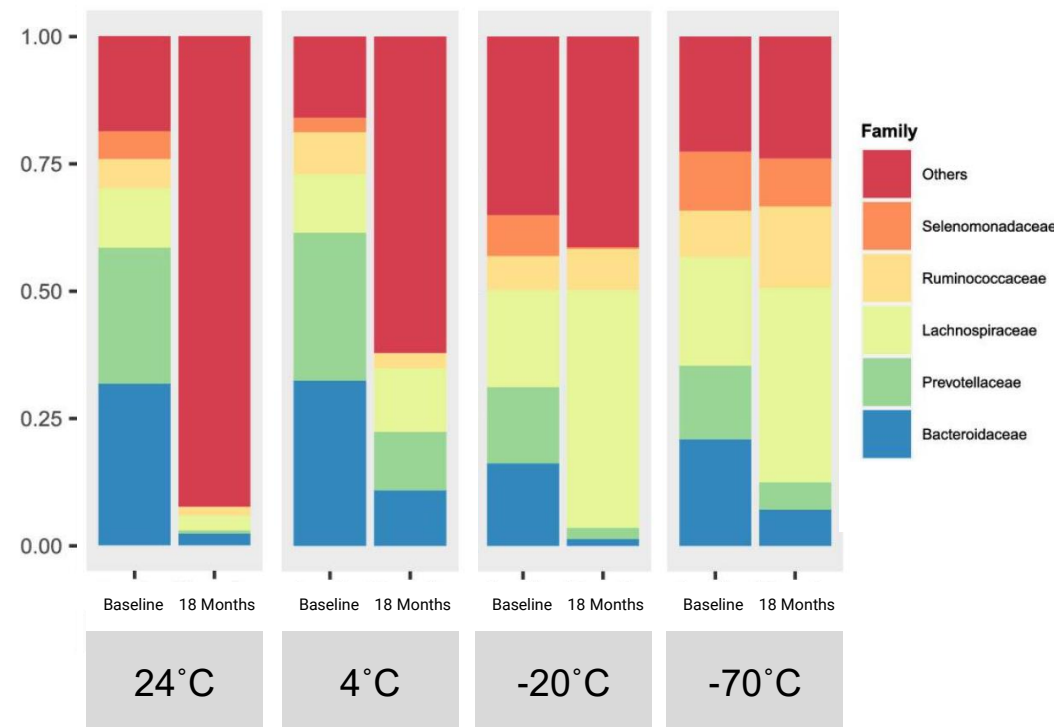 1.00
0.75
0.50
0.25
0.00
Baseline 18 Months Baseline 18 Months Baseline 18 Months Baseline 18 Months
24°C 4°C -20°C -70°C
Family
Others
Selenomonadaceae
Ruminococcaceae
Lachnospiraceae
Prevotellaceae
Bacteroidaceae